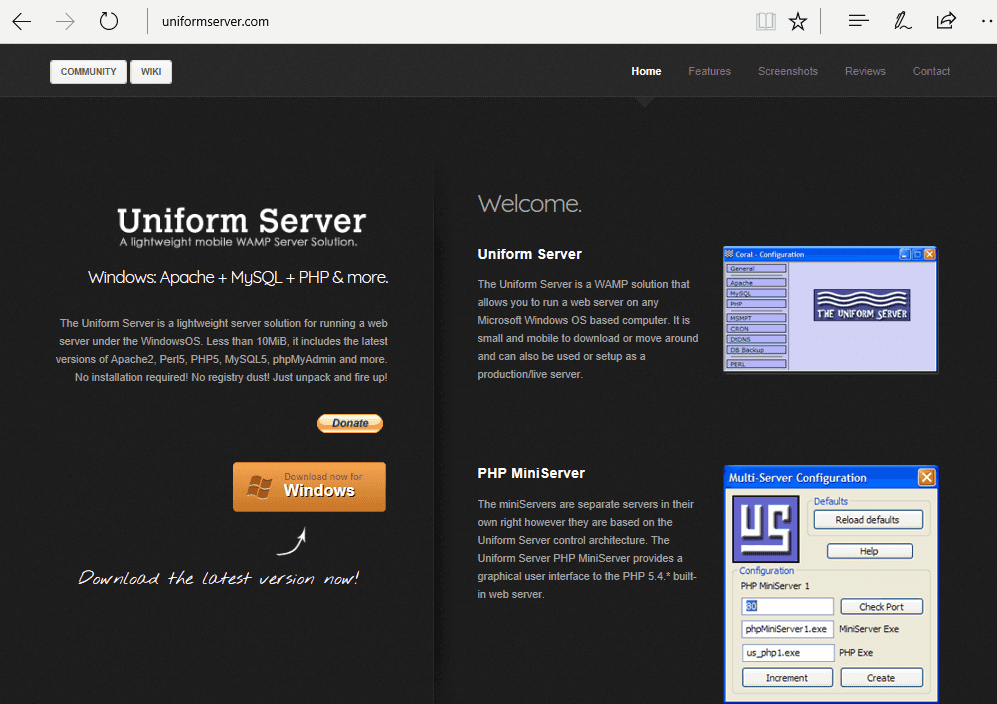 uniformserver.com
COMMUNITY
WIKI
Home
Features
Screenshots
Reviews
Contact
Uniform Server
A lightweight mobile WAMP Server Solution.
Windows: Apache + MySQL + PHP & more.
The Uniform Server is a lightweight server solution for running a web
server under the WindowsOS. Less than 10MiB, it includes the latest
versions of Apache2, Perl5, PHP5, MySQL5, phpMyAdmin and more.
No installation required! No registry dust! Just unpack and fire up!
Donate
Download now for
Windows
Download the latest version now!
Welcome.
Uniform Server
The Uniform Server is a WAMP solution that
allows you to run a web server on any
Microsoft Windows OS based computer. It is
small and mobile to download or move around
and can also be used or setup as a
production/live server.
Coral - Configuration
General
Apache
MySQL
PHP
MSMPT
CRON
DtDNS
DB Backup
PERL
THE UNIFORM SERVER
PHP MiniServer
The miniServers are separate servers in their
own right however they are based on the
Uniform Server control architecture. The
Uniform Server PHP MiniServer provides a
graphical user interface to the PHP 5.4.* built-
in web server.
Multi-Server Configuration
US
Defaults
Reload defaults
Help
Configuration
PHP MiniServer 1
80
Check Port
phpMiniServer1.exe
MiniServer Exe
us_php1.exe
PHP Exe
Increment
Create